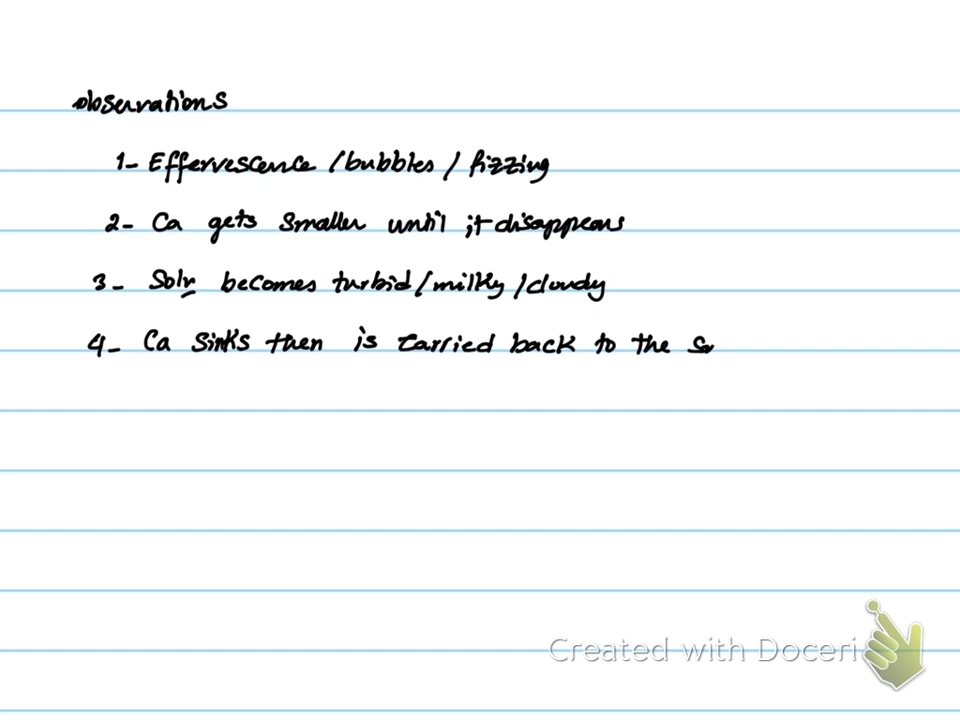 observations
1- Effervescence / bubbles / fizzing
2- Ca gets smaller until it disappears
3- Soln becomes turbid / milky / cloudy
4- Ca sinks then is carried back to the
Created with Doceri